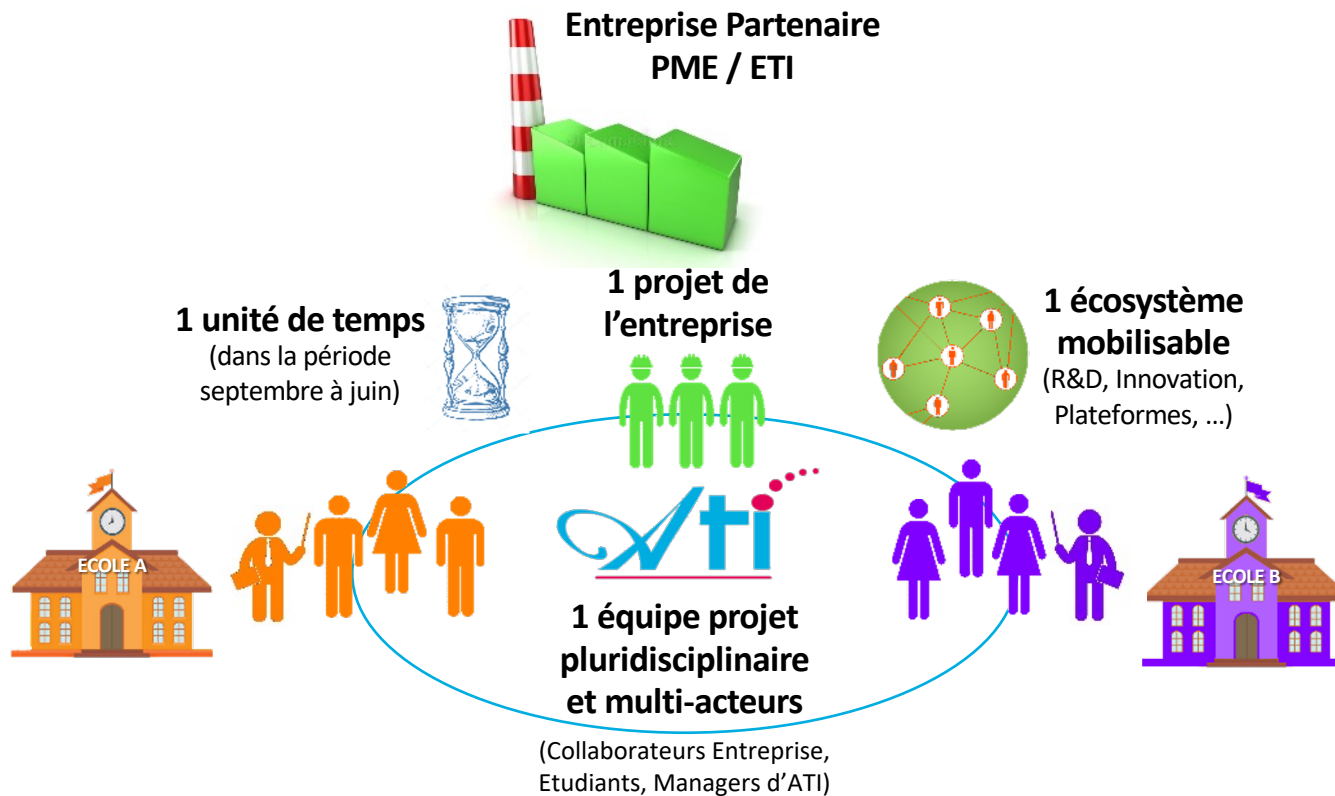 Entreprise Partenaire
PME / ETI
1 projet de
l’entreprise
1 unité de temps
(dans la période
septembre à juin)
1 écosystème
mobilisable
(R&D, Innovation,
Plateformes, …)
ECOLE A
Ati
ECOLE B
1 équipe projet
pluridisciplinaire
et multi-acteurs
(Collaborateurs Entreprise,
Etudiants, Managers d’ATI)